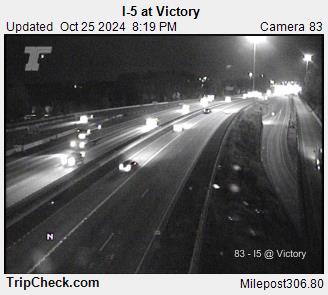 I-5 at Victory
Updated Oct 25 2024 8:19 PM Camera 83
T
N
83 - I5 @ Victory
TripCheck.com Milepost306.80